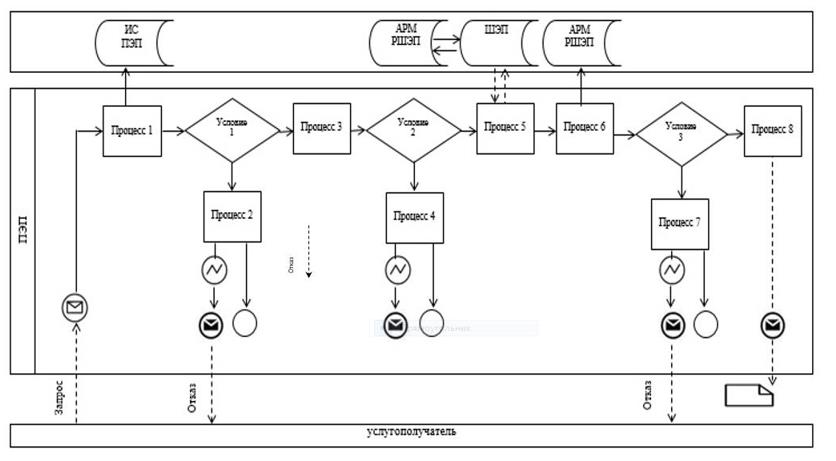 ИС
ПЭП
АРМ
РШЭП
ШЭП
АРМ
РШЭП
ПЭП
Процесс 1
Условие
1
Процесс 3
Условие
2
Процесс 5
Процесс 6
Условие
3
Процесс 8
Процесс 2
Процесс 4
Процесс 7
Отказ
Запрос
Отказ
Отказ
услугополучатель